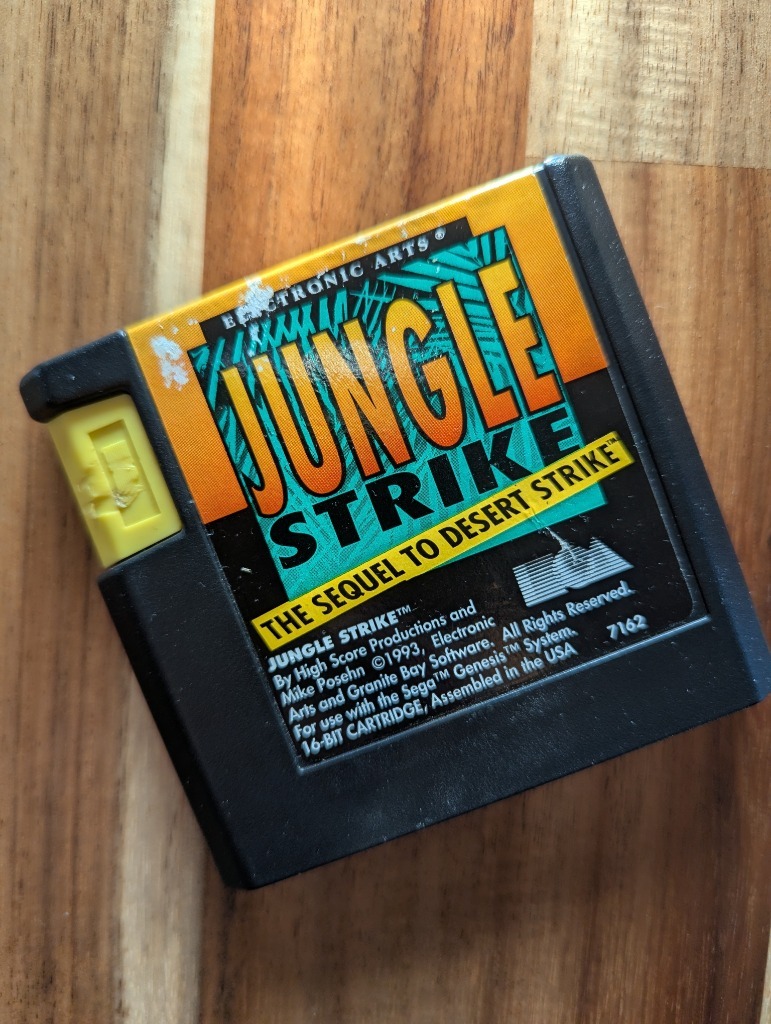 ELECTRONIC ARTS®
JUNGLE
STRIKE
THE SEQUEL TO DESERT STRIKE™
JUNGLE STRIKE™
By High Score Productions and
Mike Posehn ©1993, Electronic
Arts and Granite Bay Software. All Rights Reserved.
For use with the Sega™ Genesis™ System.
16-BIT CARTRIDGE, Assembled in the USA
7162